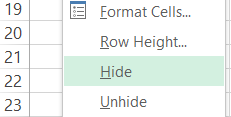 19
Format Cells...
20
Row Height...
21
22
Hide
23
Unhide